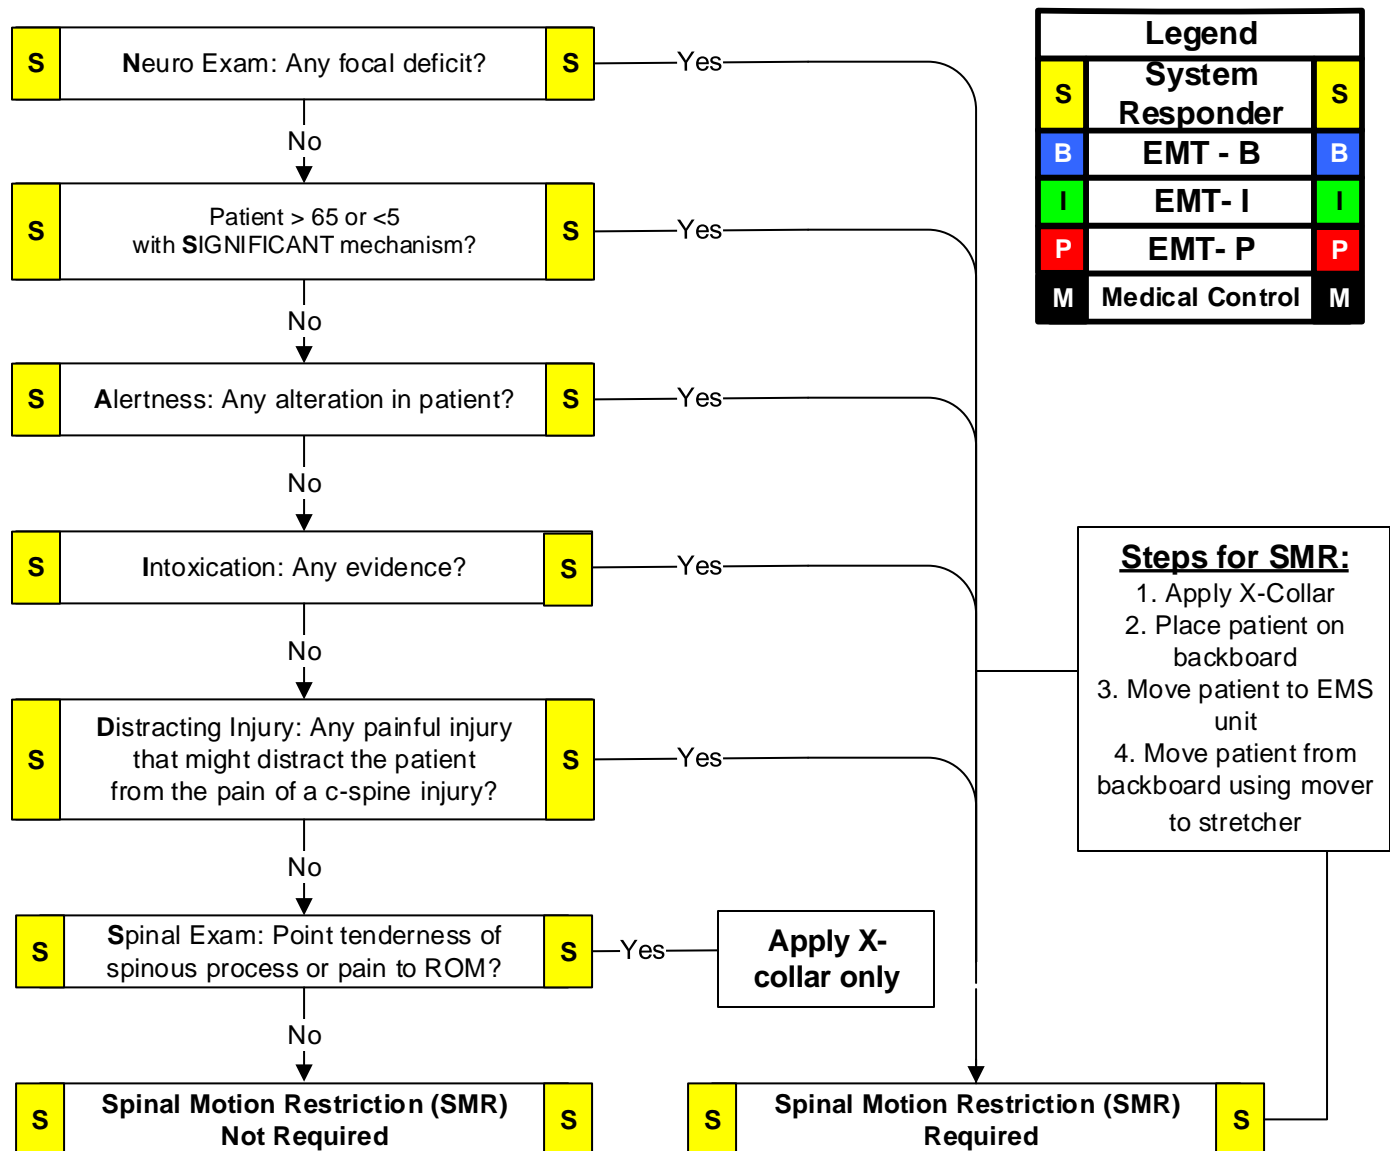 S Neuro Exam: Any focal deficit? S
Yes
No
S Patient > 65 or <5 S
with SIGNIFICANT mechanism?
Yes
No
S Alertness: Any alteration in patient? S
Yes
No
S Intoxication: Any evidence? S
Yes
No
S Distracting Injury: Any painful injury S
that might distract the patient
from the pain of a c-spine injury?
Yes
No
S Spinal Exam: Point tenderness of S
spinous process or pain to ROM?
Yes
Apply X-
collar only
No
S Spinal Motion Restriction (SMR) S
Not Required
S Spinal Motion Restriction (SMR) S
Required
Legend
S System S
Responder
B EMT - B B
I EMT- I I
P EMT- P P
M Medical Control M
Steps for SMR:
1. Apply X-Collar
2. Place patient on
backboard
3. Move patient to EMS
unit
4. Move patient from
backboard using mover
to stretcher